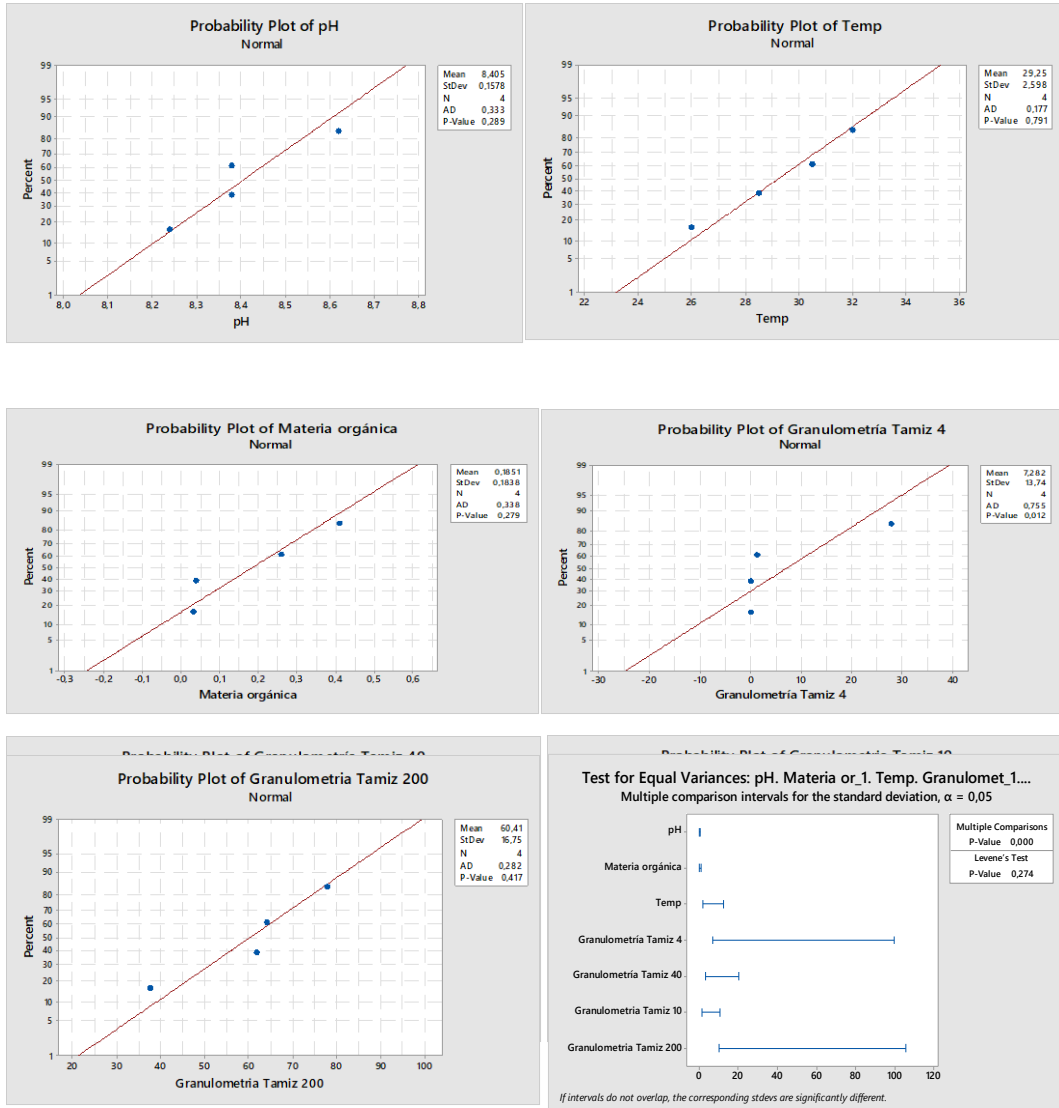 Probability Plot of pH
Normal
Mean 8,405
StDev 0,1578
N 4
AD 0,333
P-Value 0,289
Percent
99
95
90
80
70
60
50
40
30
20
10
5
1
8,0 8,1 8,2 8,3 8,4 8,5 8,6 8,7 8,8
pH
Probability Plot of Temp
Normal
Mean 29,25
StDev 2,598
N 4
AD 0,177
P-Value 0,791
Percent
99
95
90
80
70
60
50
40
30
20
10
5
1
22 24 26 28 30 32 34 36
Temp
Probability Plot of Materia orgánica
Normal
Mean 0,1851
StDev 0,1838
N 4
AD 0,338
P-Value 0,279
Percent
99
95
90
80
70
60
50
40
30
20
10
5
1
-0,3 -0,2 -0,1 0,0 0,1 0,2 0,3 0,4 0,5 0,6
Materia orgánica
Probability Plot of Granulometría Tamiz 4
Normal
Mean 7,282
StDev 13,74
N 4
AD 0,755
P-Value 0,012
Percent
99
95
90
80
70
60
50
40
30
20
10
5
1
-30 -20 -10 0 10 20 30 40
Granulometría Tamiz 4
Probability Plot of Granulometría Tamiz 40
Probability Plot of Granulometria Tamiz 200
Normal
Mean 60,41
StDev 16,75
N 4
AD 0,282
P-Value 0,417
Percent
99
95
90
80
70
60
50
40
30
20
10
5
1
20 30 40 50 60 70 80 90 100
Granulometria Tamiz 200
Probability Plot of Granulometria Tamiz 10
Test for Equal Variances: pH. Materia or_1. Temp. Granulomet_1....
Multiple comparison intervals for the standard deviation, α = 0,05
Multiple Comparisons
P-Value 0,000
Levene's Test
P-Value 0,274
pH
Materia orgánica
Temp
Granulometría Tamiz 4
Granulometría Tamiz 40
Granulometria Tamiz 10
Granulometria Tamiz 200
0 20 40 60 80 100 120
If intervals do not overlap, the corresponding stdevs are significantly different.